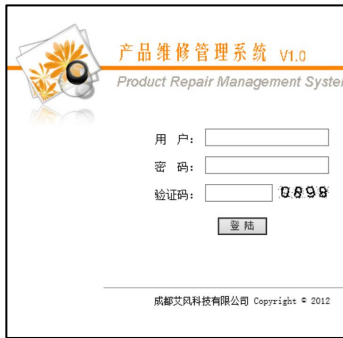 产品维修管理系统 V1.0
Product Repair Management Syste
用 户：
密 码：
验证码： 0898
登 陆
成都艾风科技有限公司 Copyright © 2012